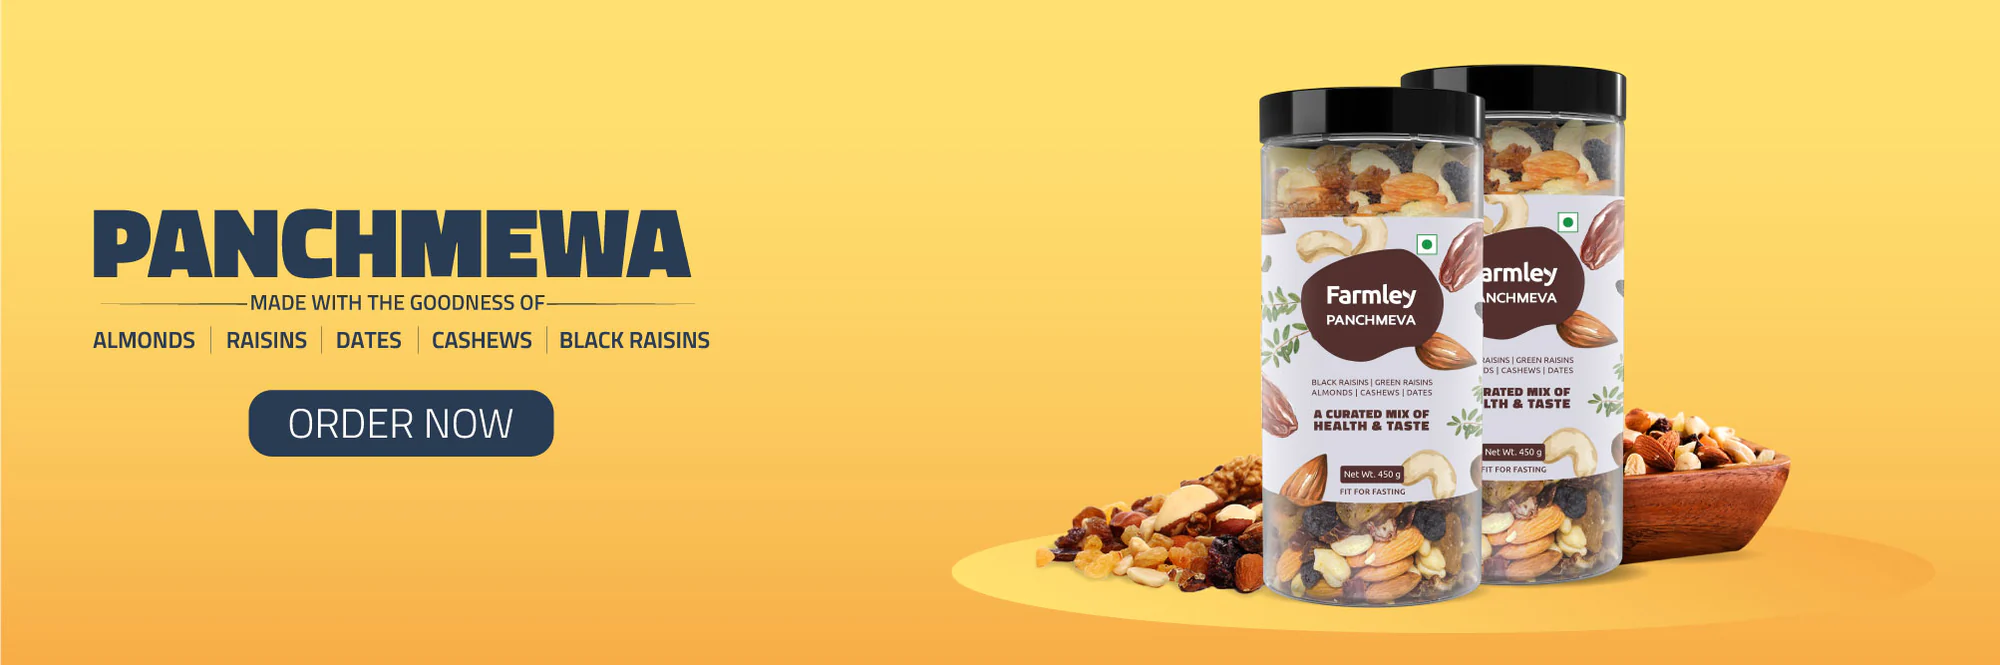 PANCHMEWA
MADE WITH THE GOODNESS OF
ALMONDS | RAISINS | DATES | CASHEWS | BLACK RAISINS
ORDER NOW
Farmley
PANCHMEVA
BLACK RAISINS | GREEN RAISINS
ALMONDS | CASHEWS | DATES
A CURATED MIX OF
HEALTH & TASTE
Net Wt. 450 g
FIT FOR FASTING
armley
ANCHMEVA
RAISINS | GREEN RAISINS
DS | CASHEWS | DATES
RATED MIX OF
LTH & TASTE
Net Wt. 450 g
FIT FOR FASTING